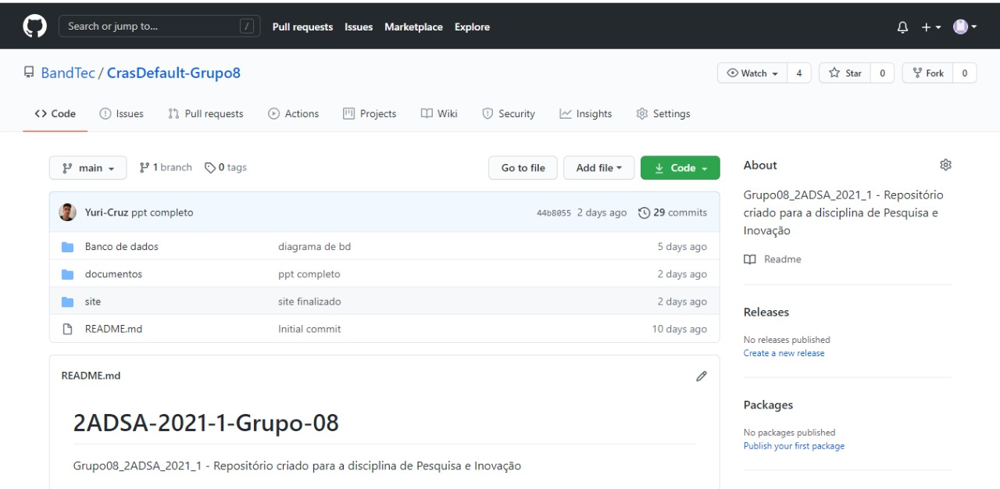 Search or jump to... / Pull requests Issues Marketplace Explore
BandTec / CrasDefault-Grupo8 Watch 4 Star 0 Fork 0
Code Issues Pull requests Actions Projects Wiki Security Insights Settings
main 1 branch 0 tags Go to file Add file Code
Yuri-Cruz ppt completo 44b8055 2 days ago 29 commits
Banco de dados diagrama de bd 5 days ago
documentos ppt completo 2 days ago
site site finalizado 2 days ago
README.md Initial commit 10 days ago
README.md
2ADSA-2021-1-Grupo-08
Grupo08_2ADSA_2021_1 - Repositório criado para a disciplina de Pesquisa e Inovação
About
Grupo08_2ADSA_2021_1 - Repositório
criado para a disciplina de Pesquisa e
Inovação
Readme
Releases
No releases published
Create a new release
Packages
No packages published
Publish your first package